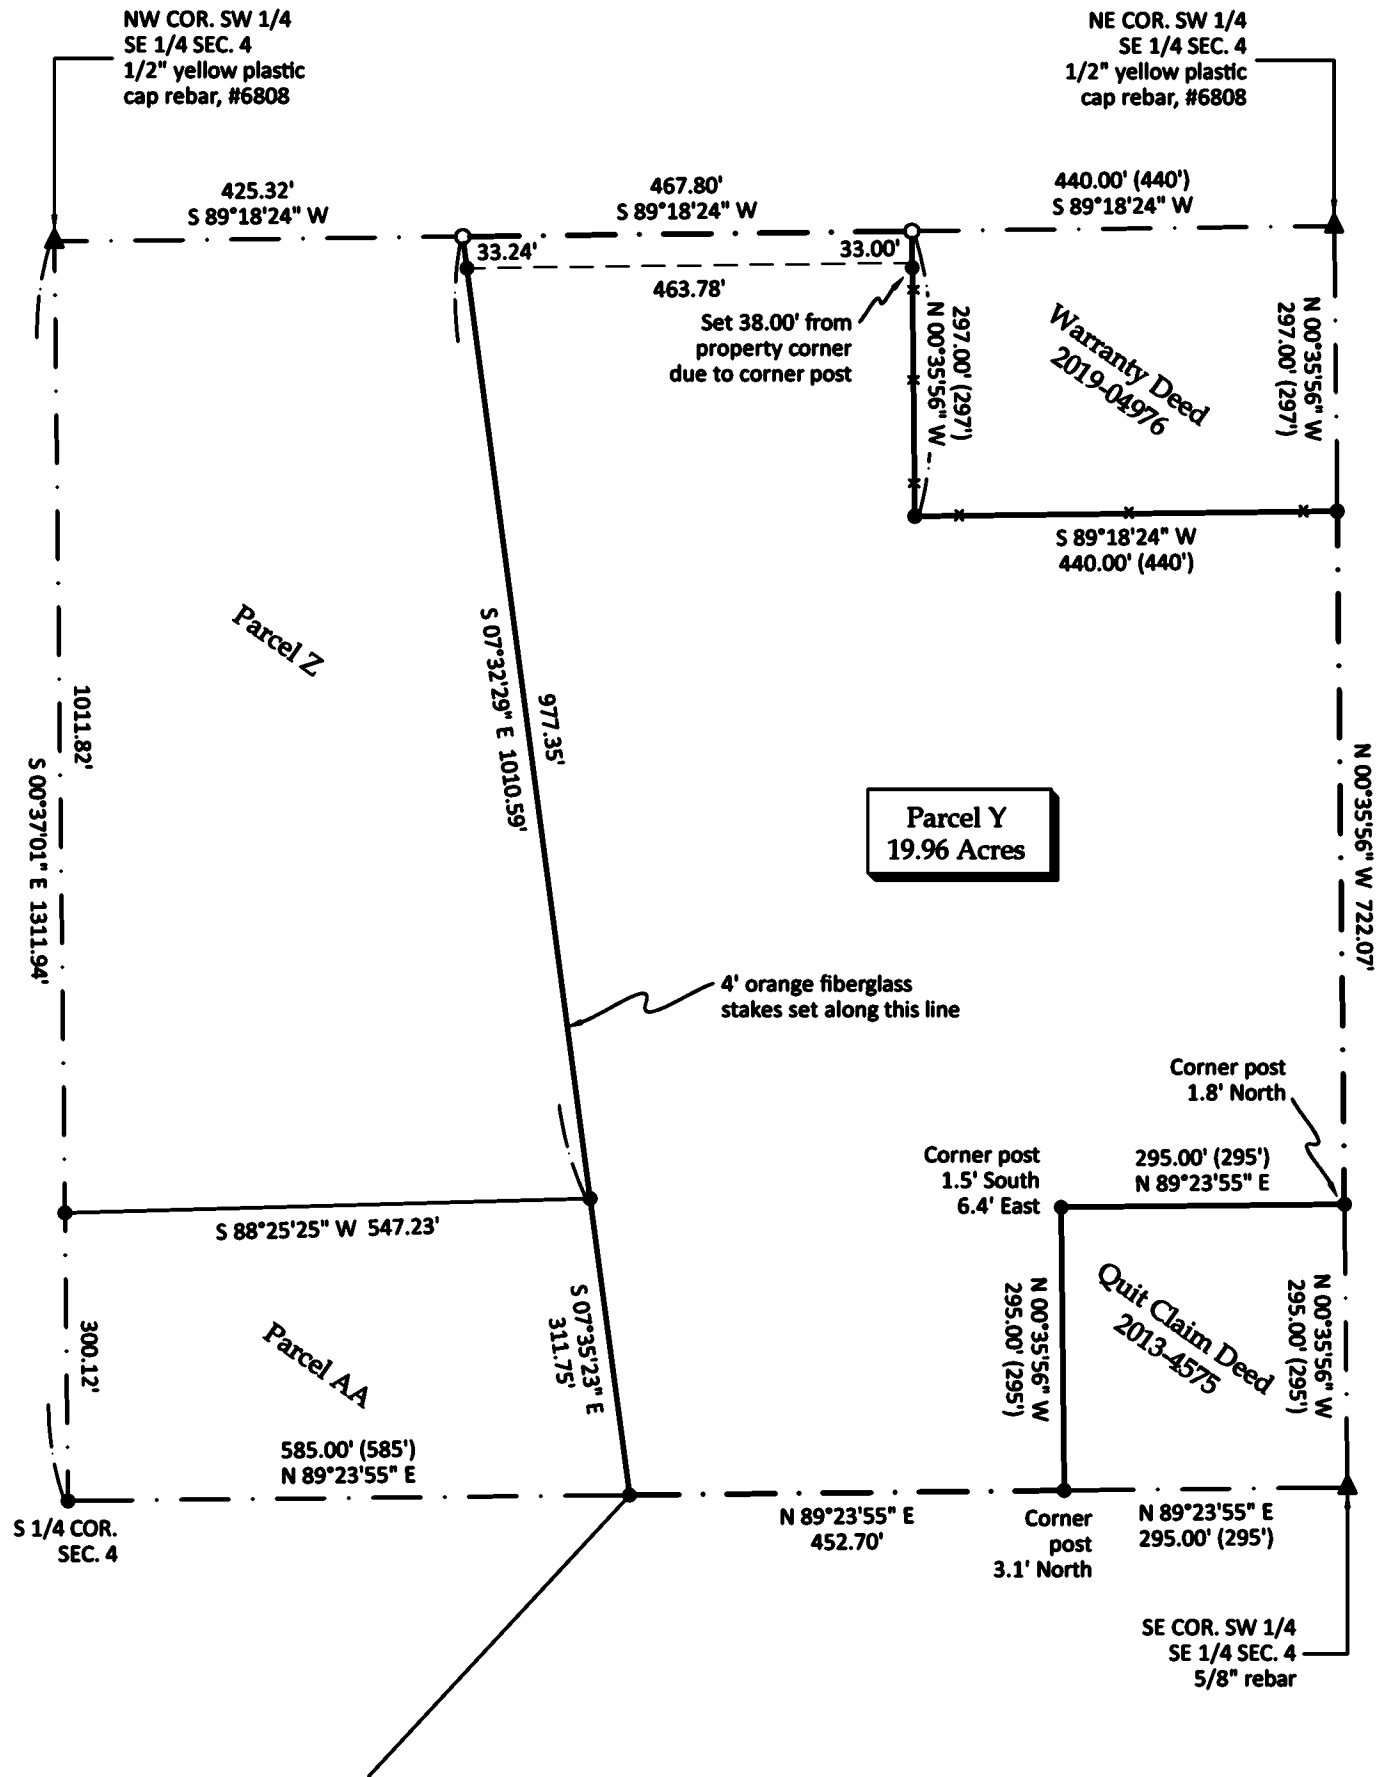 NW COR. SW 1/4
SE 1/4 SEC. 4
1/2" yellow plastic
cap rebar, #6808
NE COR. SW 1/4
SE 1/4 SEC. 4
1/2" yellow plastic
cap rebar, #6808
425.32'
S 89°18'24" W
467.80'
S 89°18'24" W
440.00' (440')
S 89°18'24" W
33.24'
33.00'
463.78'
Set 38.00' from
property corner
due to corner post
297.00' (297')
N 00°35'56" W
Warranty Deed
2019-04976
N 00°35'56" W
297.00' (297')
S 89°18'24" W
440.00' (440')
Parcel Z
1011.82'
S 00°37'01" E 1311.94'
977.35'
S 07°32'29" E 1010.59'
Parcel Y
19.96 Acres
N 00°35'56" W 722.07'
4' orange fiberglass
stakes set along this line
Corner post
1.8' North
Corner post
1.5' South
6.4' East
295.00' (295')
N 89°23'55" E
S 88°25'25" W 547.23'
S 07°35'23" E
311.75'
N 00°35'56" W
295.00' (295')
Quit Claim Deed
2013-4575
N 00°35'56" W
295.00' (295')
300.12'
Parcel AA
585.00' (585')
N 89°23'55" E
S 1/4 COR.
SEC. 4
N 89°23'55" E
452.70'
Corner
post
3.1' North
N 89°23'55" E
295.00' (295')
SE COR. SW 1/4
SE 1/4 SEC. 4
5/8" rebar